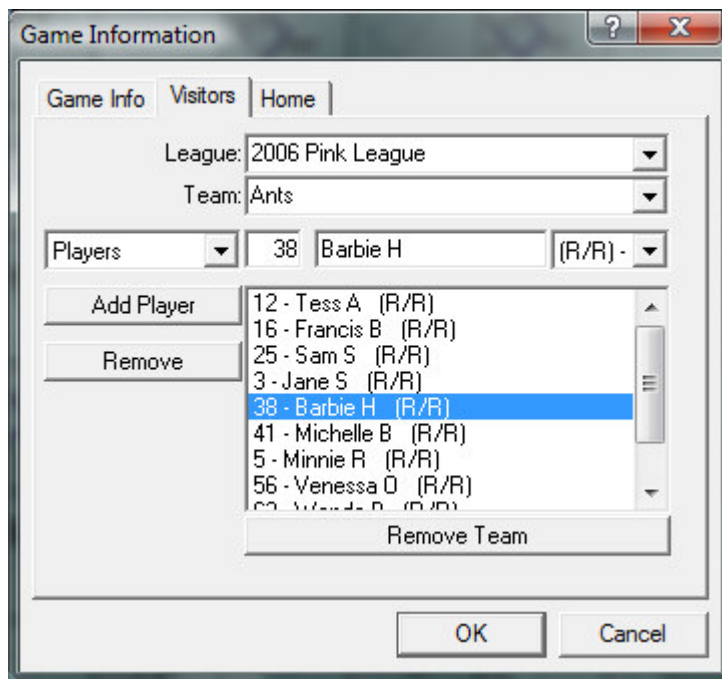 Game Information
Game Info Visitors Home
League: 2006 Pink League
Team: Ants
Players 38 Barbie H (R/R) -
Add Player
Remove
12 - Tess A (R/R)
16 - Francis B (R/R)
25 - Sam S (R/R)
3 - Jane S (R/R)
38 - Barbie H (R/R)
41 - Michelle B (R/R)
5 - Minnie R (R/R)
56 - Venessa O (R/R)
Remove Team
OK Cancel